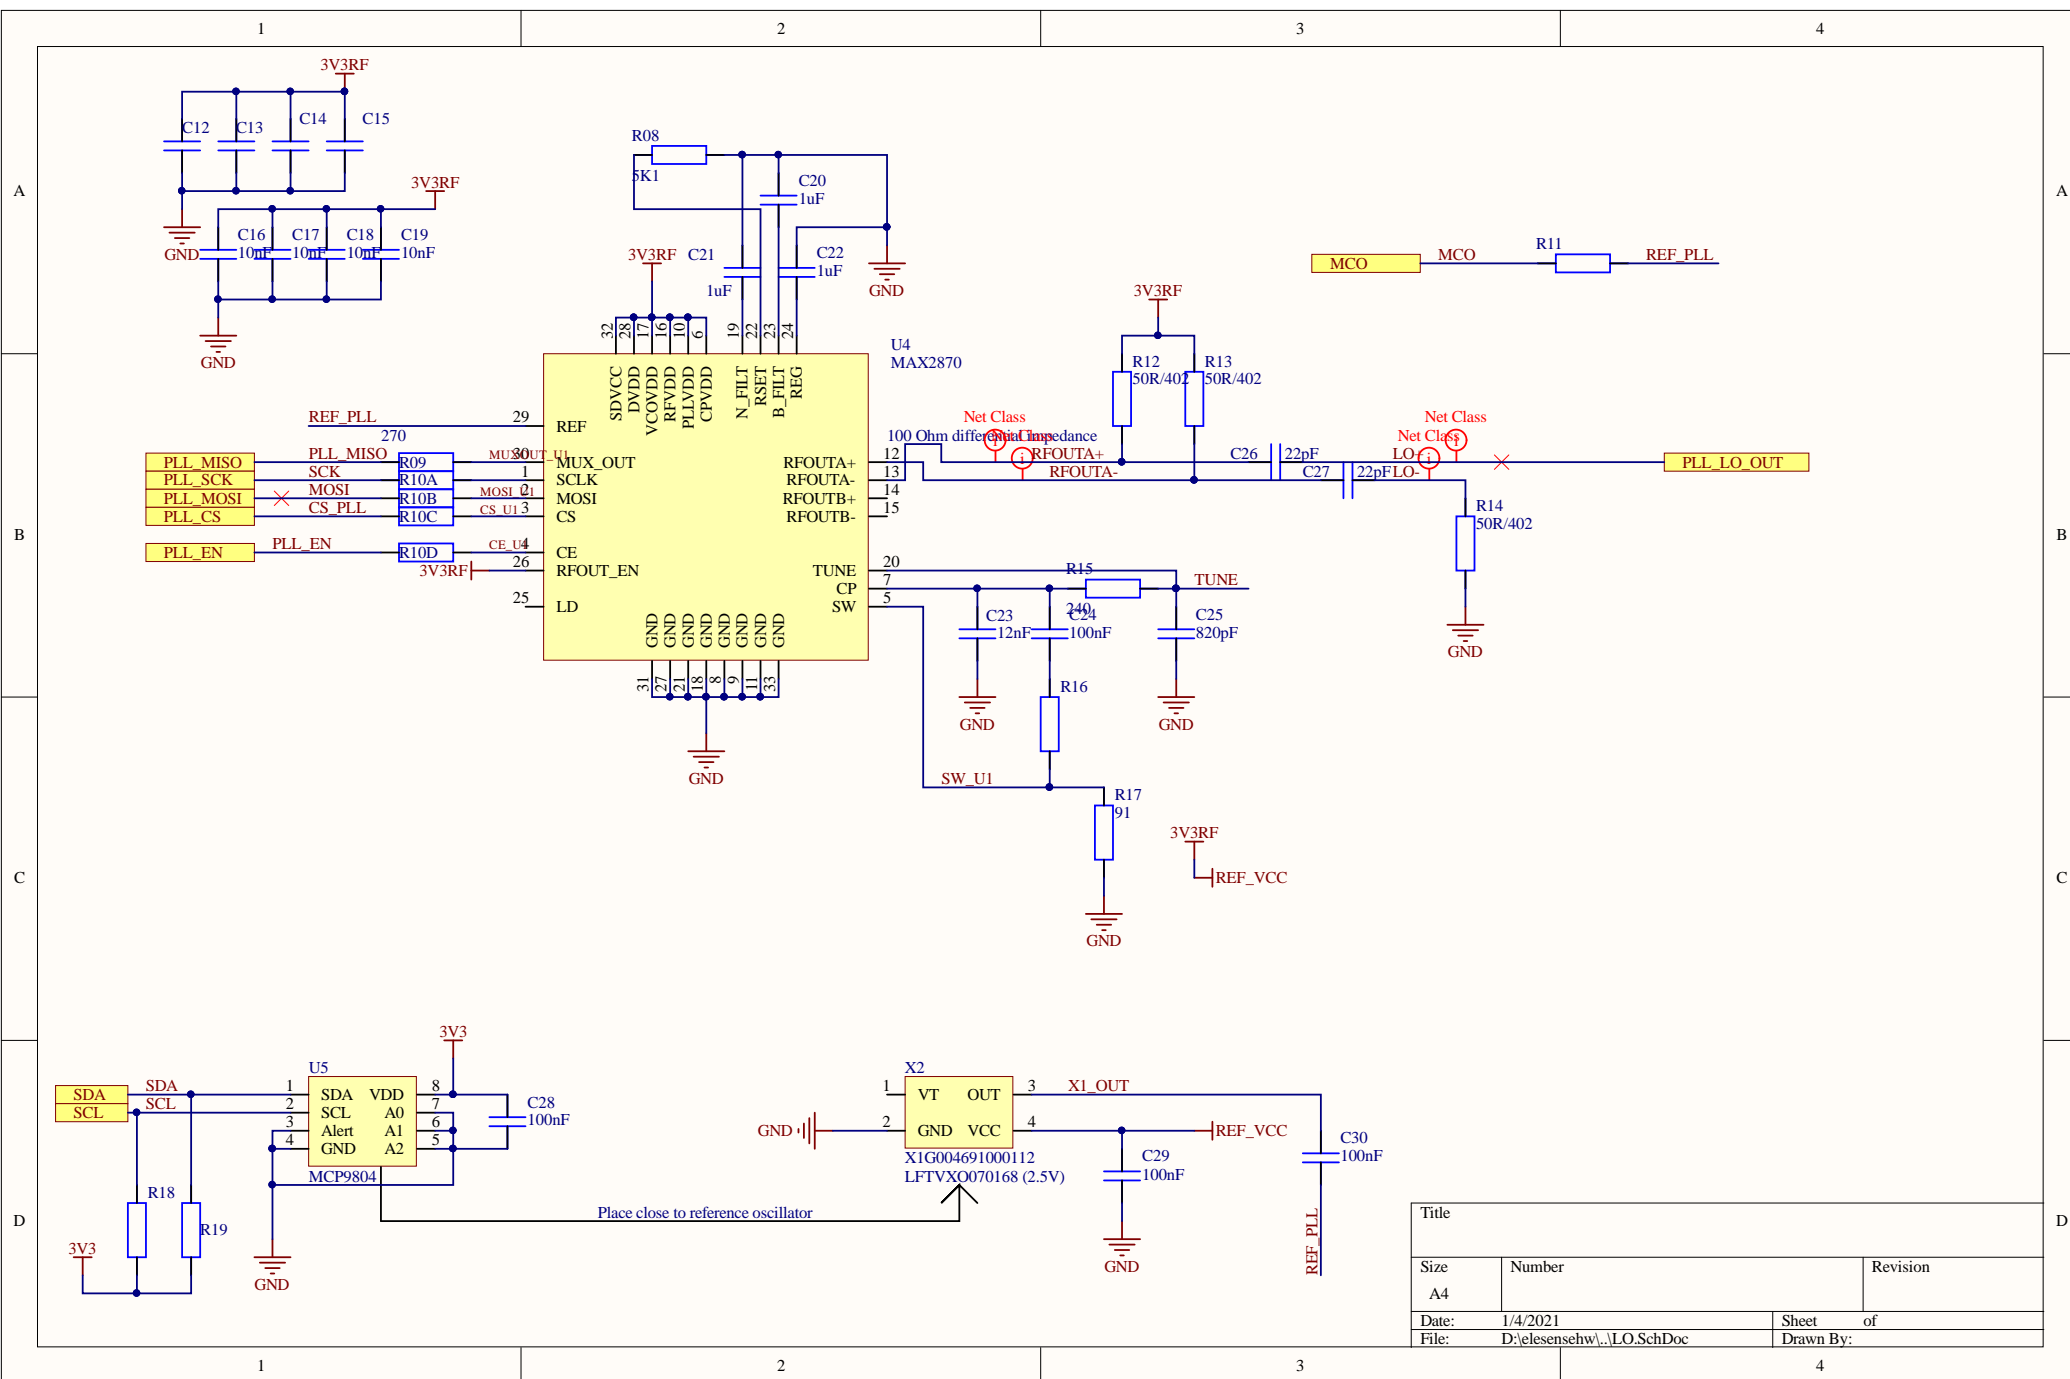 1 2 3 4
A A
B B
C C
D D
3V3RF
C12 C13 C14 C15
GND
3V3RF
C16 C17 C18 C19
10nF 10nF 10nF 10nF
GND
R08
5K1
C20
1uF
C21
1uF
C22
1uF
GND
3V3RF
32 28 17 16 10 6 19 22 23 24
U4
MAX2870
SDVCC DVDD VCOVDD RFVDD PLLVDD CPVDD N_FILT RSET B_FILT REG
REF_PLL 29 REF
270
PLL_MISO PLL_MISO R09 MUXOUT_U1 30 MUX_OUT
PLL_SCK SCK R10A 1 SCLK
PLL_MOSI MOSI R10B MOSI_U1 2 MOSI
PLL_CS CS_PLL R10C CS_U1 3 CS
PLL_EN PLL_EN R10D CE_U1 4 CE
3V3RF 26 RFOUT_EN
25 LD
RFOUTA+ 12
RFOUTA- 13
RFOUTB+ 14
RFOUTB- 15
TUNE 20
CP 7
SW 5
GND GND GND GND GND GND GND GND
31 27 21 18 8 9 11 33
GND
100 Ohm differential impedance
Net Class
Net Class
RFOUTA+
RFOUTA-
3V3RF
R12
50R/402
R13
50R/402
C26 22pF
C27 22pF
Net Class
Net Class
LO+
LO-
PLL_LO_OUT
R14
50R/402
GND
MCO MCO R11 REF_PLL
R15
240
TUNE
C23
12nF
C24
100nF
C25
820pF
GND
GND
R16
SW_U1
R17
91
GND
3V3RF
REF_VCC
3V3
U5
SDA SDA 1 SDA VDD 8
SCL SCL 2 SCL A0 7
3 Alert A1 6
4 GND A2 5
MCP9804
C28
100nF
R18
R19
3V3
GND
Place close to reference oscillator
X2
1 VT OUT 3 X1_OUT
GND 2 GND VCC 4 REF_VCC
X1G004691000112
LFTVXO070168 (2.5V)
C29
100nF
GND
C30
100nF
REF_PLL
Title
Size Number Revision
A4
Date: 1/4/2021 Sheet of
File: D:\elesensehw\..\LO.SchDoc Drawn By:
1 2 3 4